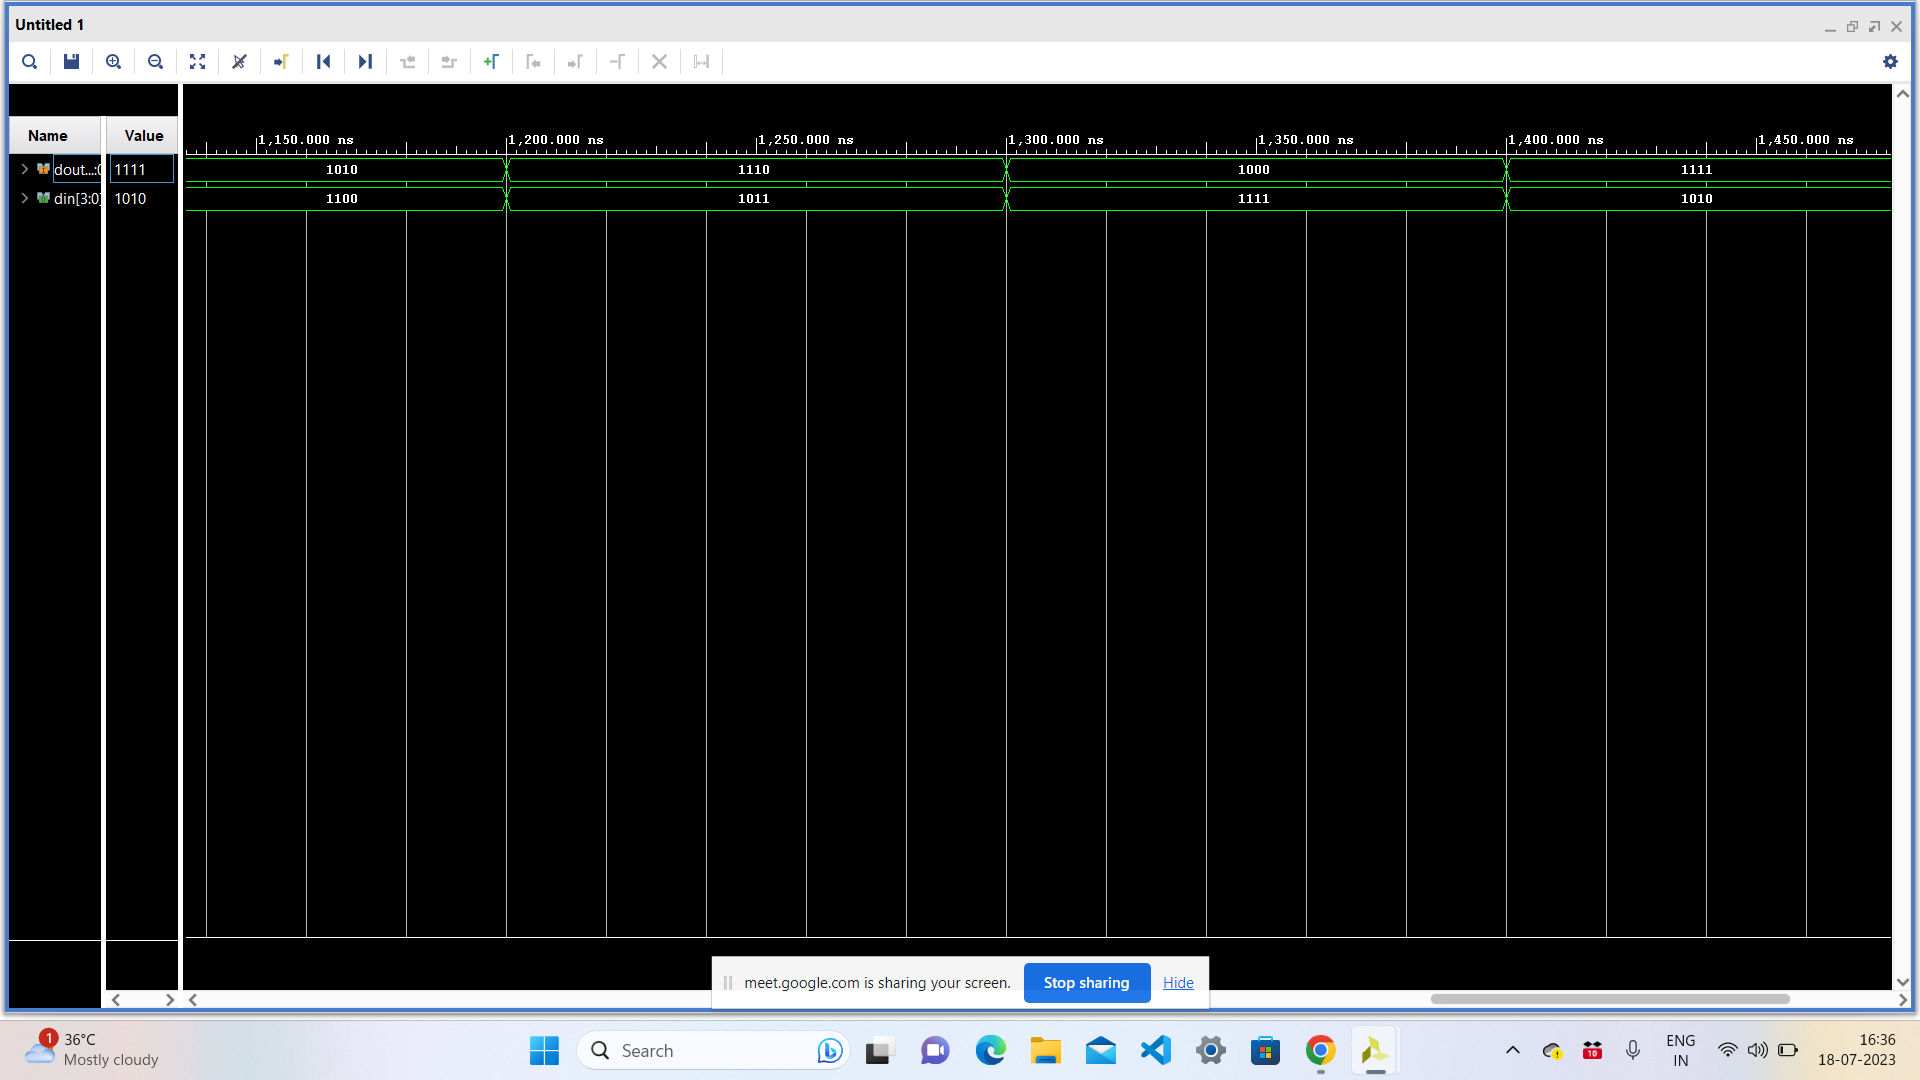 Untitled 1
Name Value
1,150.000 ns 1,200.000 ns 1,250.000 ns 1,300.000 ns 1,350.000 ns 1,400.000 ns 1,450.000 ns
dout...:0 1111 1010 1110 1000 1111
din[3:0] 1010 1100 1011 1111 1010
meet.google.com is sharing your screen. Stop sharing Hide
1 36°C
Mostly cloudy
Search
10
ENG
IN
16:36
18-07-2023